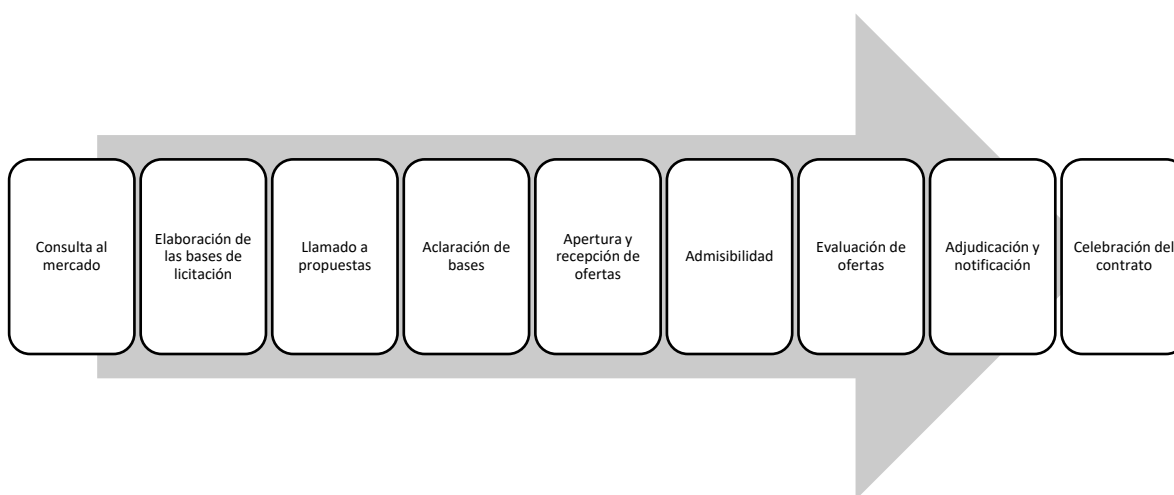 Consulta al
mercado
Elaboración de
las bases de
licitación
Llamado a
propuestas
Aclaración de
bases
Apertura y
recepción de
ofertas
Admisibilidad
Evaluación de
ofertas
Adjudicación y
notificación
Celebración del
contrato